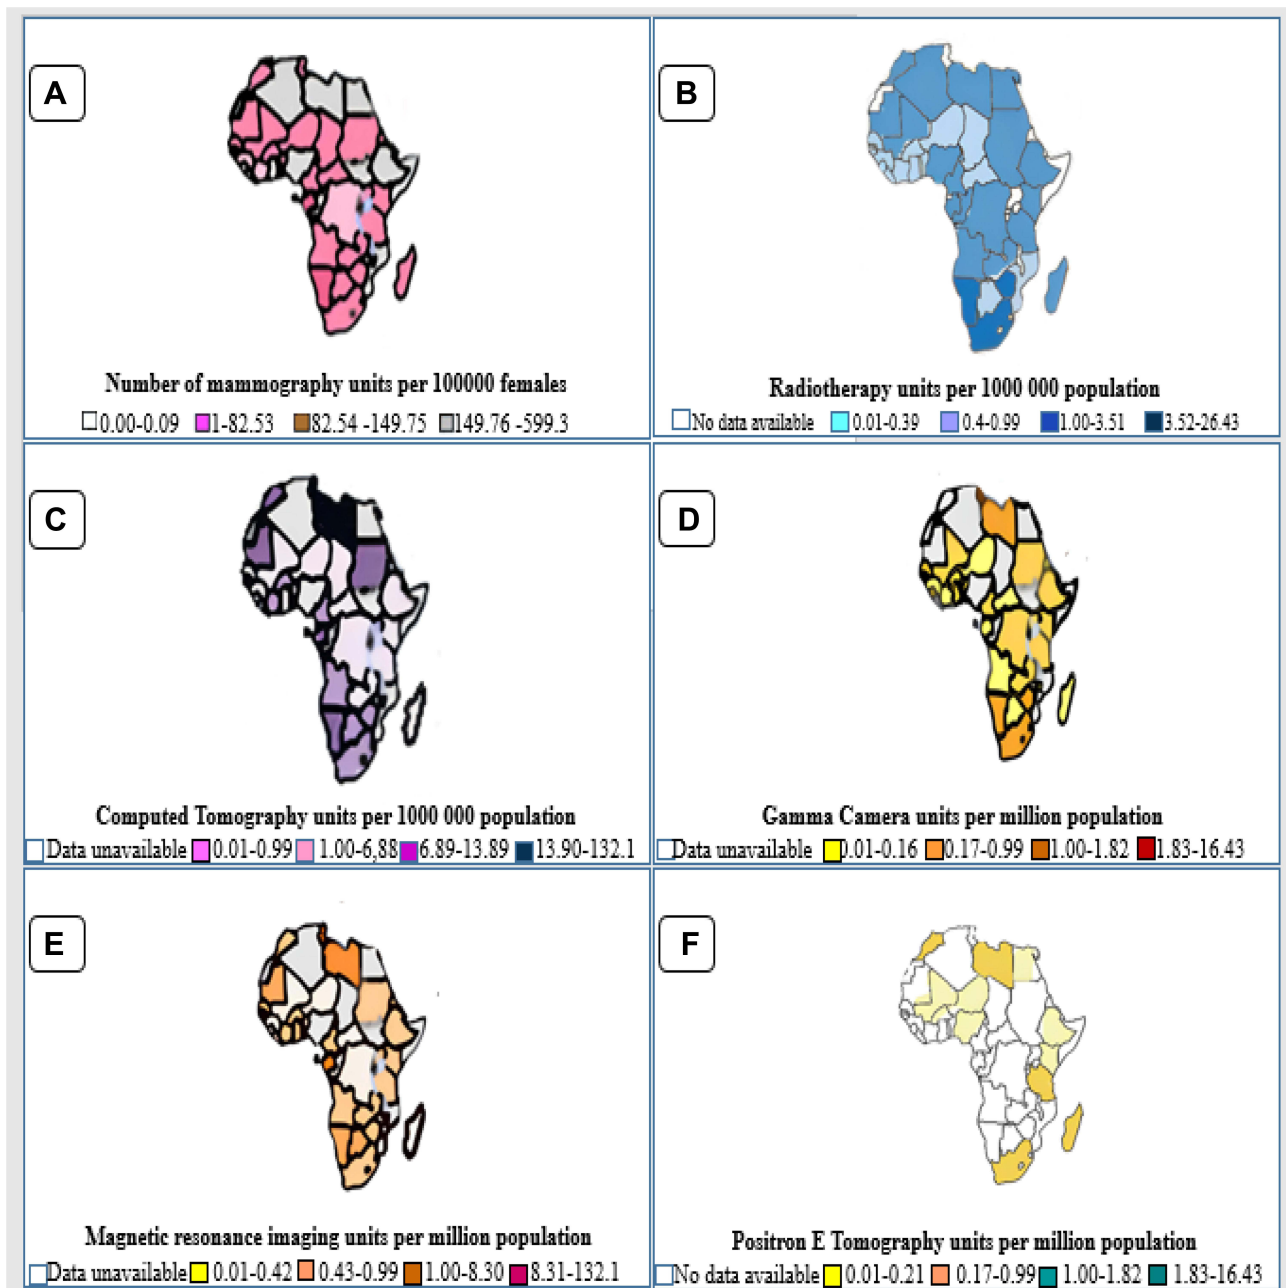 A
B
Number of mammography units per 100000 females
0.00-0.09 1-82.53 82.54 -149.75 149.76 -599.3
Radiotherapy units per 1000 000 population
No data available 0.01-0.39 0.4-0.99 1.00-3.51 3.52-26.43
C
D
Computed Tomography units per 1000 000 population
Data unavailable 0.01-0.99 1.00-6,88 6.89-13.89 13.90-132.1
Gamma Camera units per million population
Data unavailable 0.01-0.16 0.17-0.99 1.00-1.82 1.83-16.43
E
F
Magnetic resonance imaging units per million population
Data unavailable 0.01-0.42 0.43-0.99 1.00-8.30 8.31-132.1
Positron E Tomography units per million population
No data available 0.01-0.21 0.17-0.99 1.00-1.82 1.83-16.43